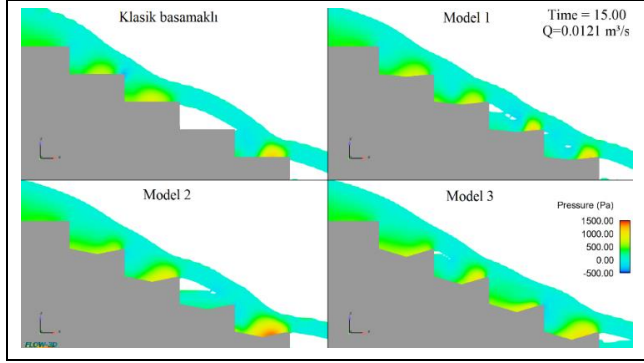 Klasik basamaklı
Model 1
Time = 15.00
Q=0.0121 m³/s
Model 2
Model 3
Pressure (Pa)
1500.00
1000.00
500.00
0.00
-500.00
FLOW-3D